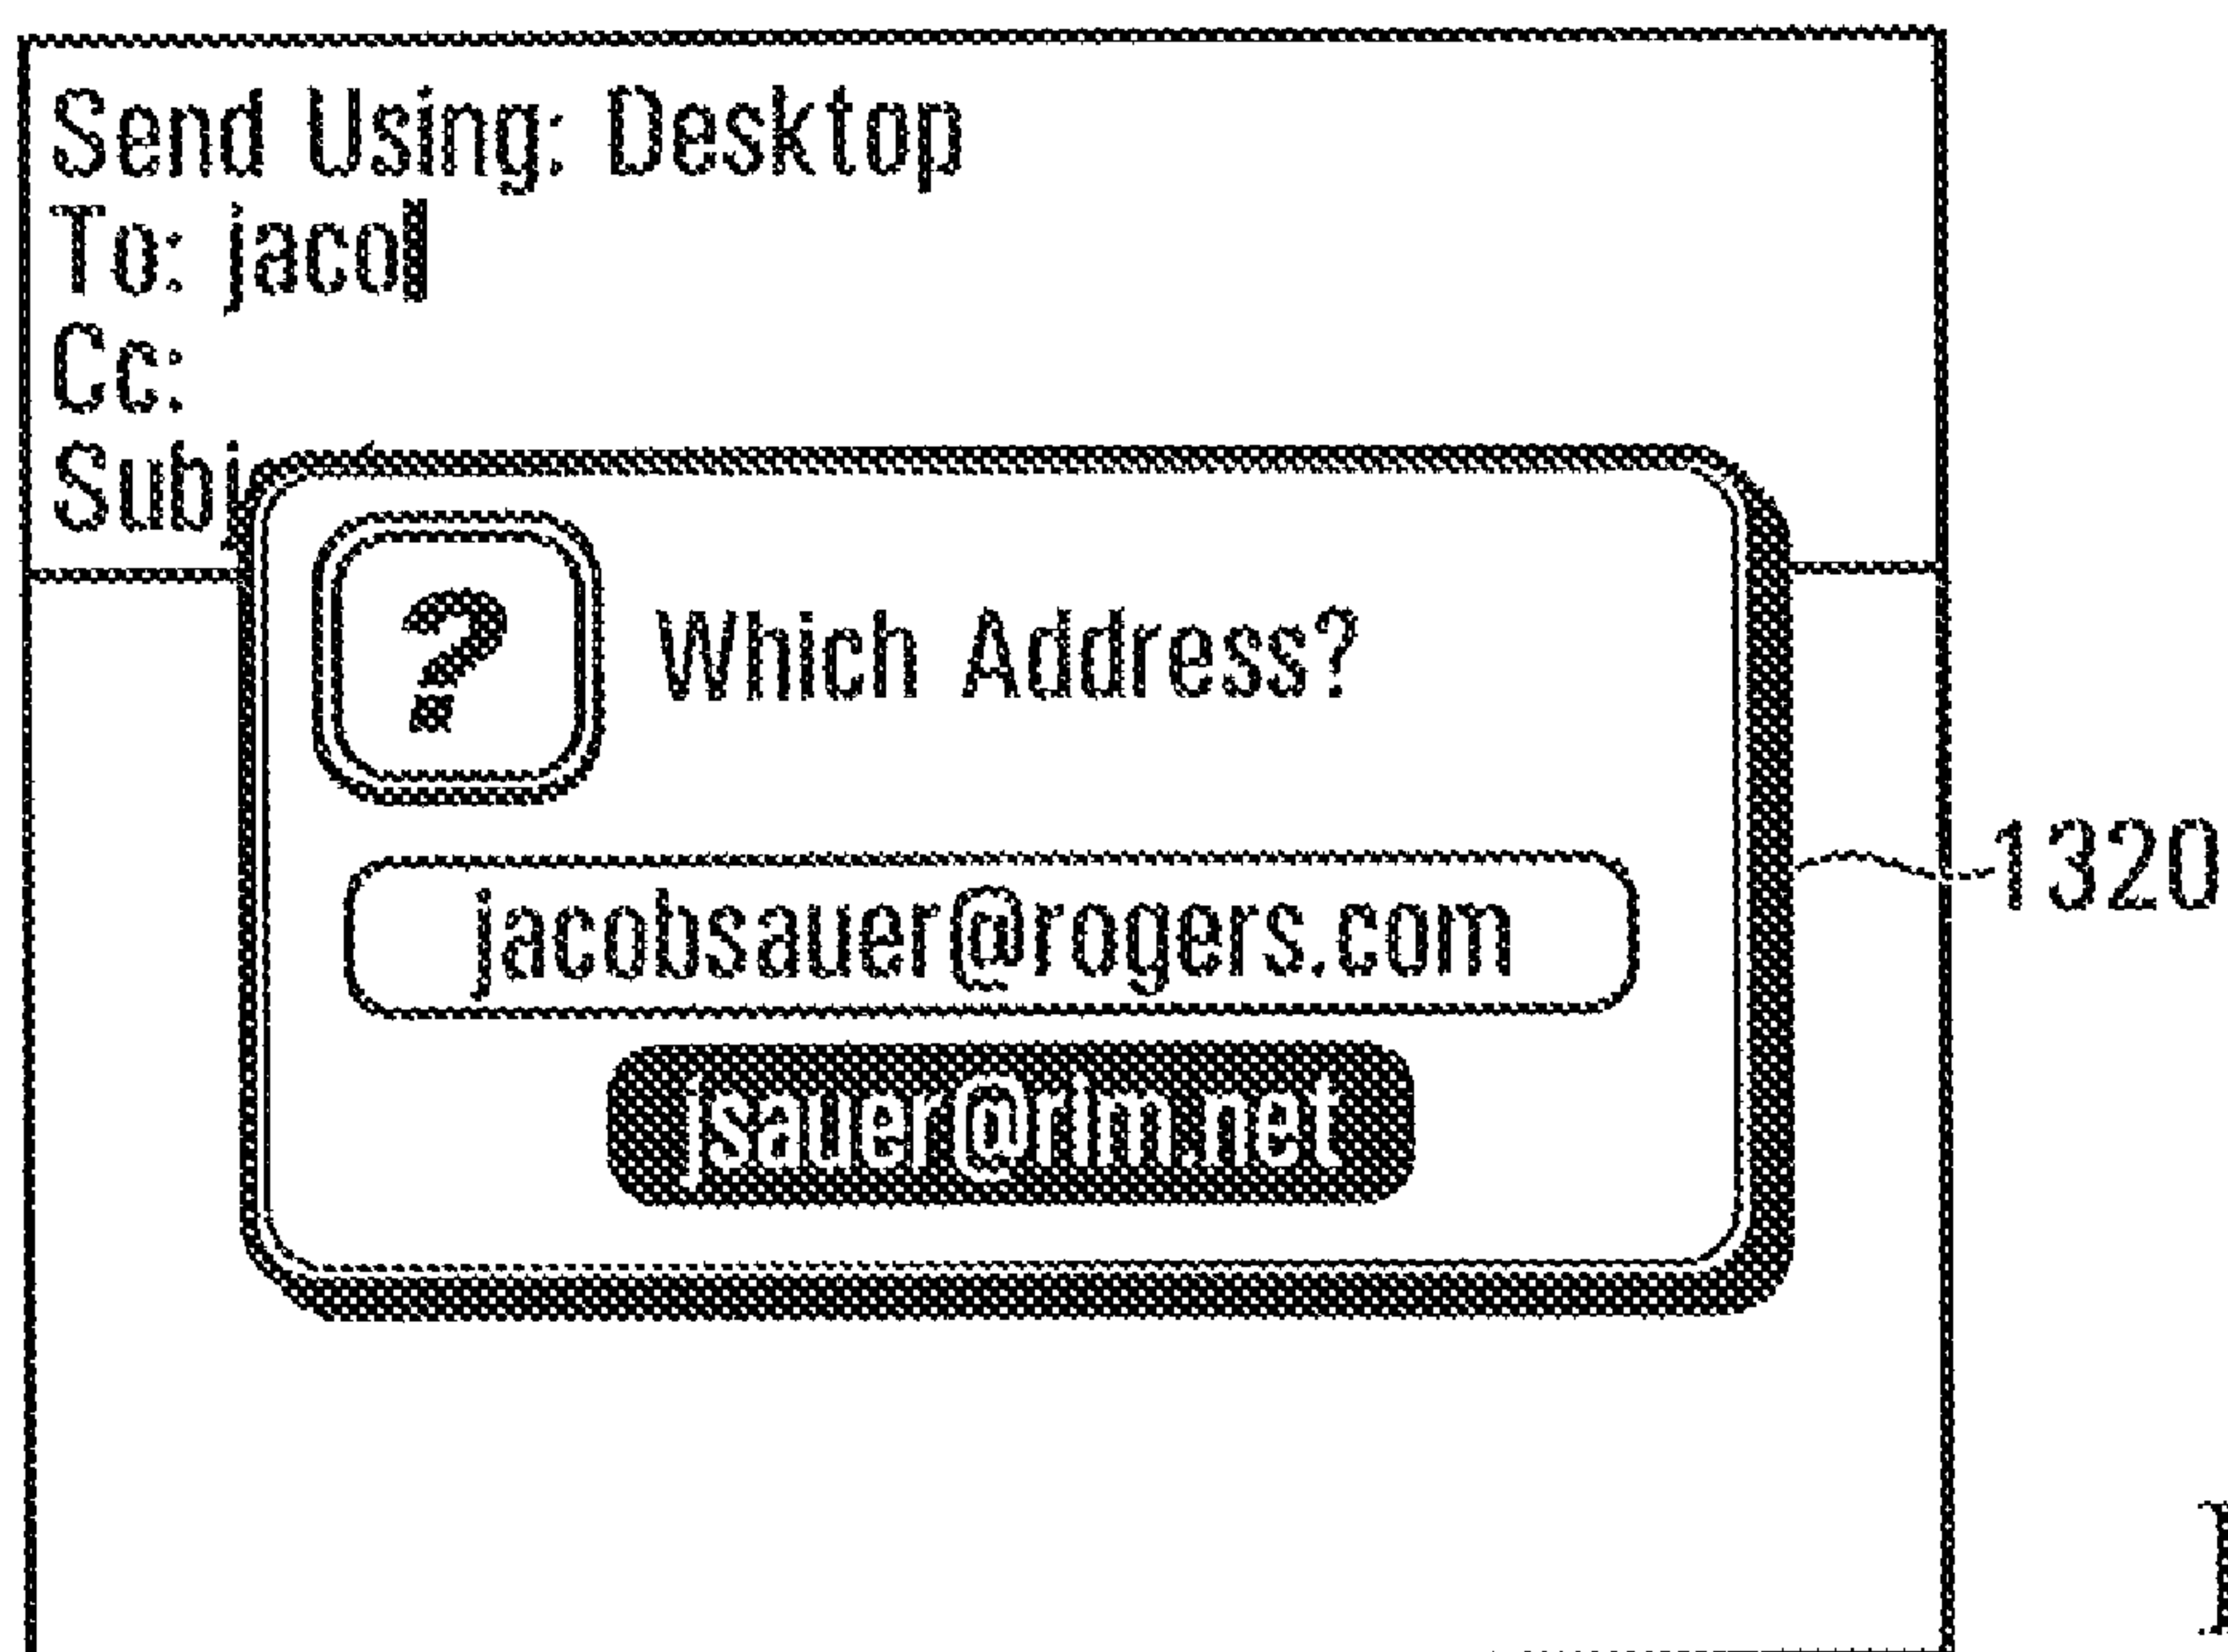 Send Using: Desktop
To: jaco
Cc:
Subj
? Which Address?
jacobsauer@rogers.com
jsauer@rim.net
1320